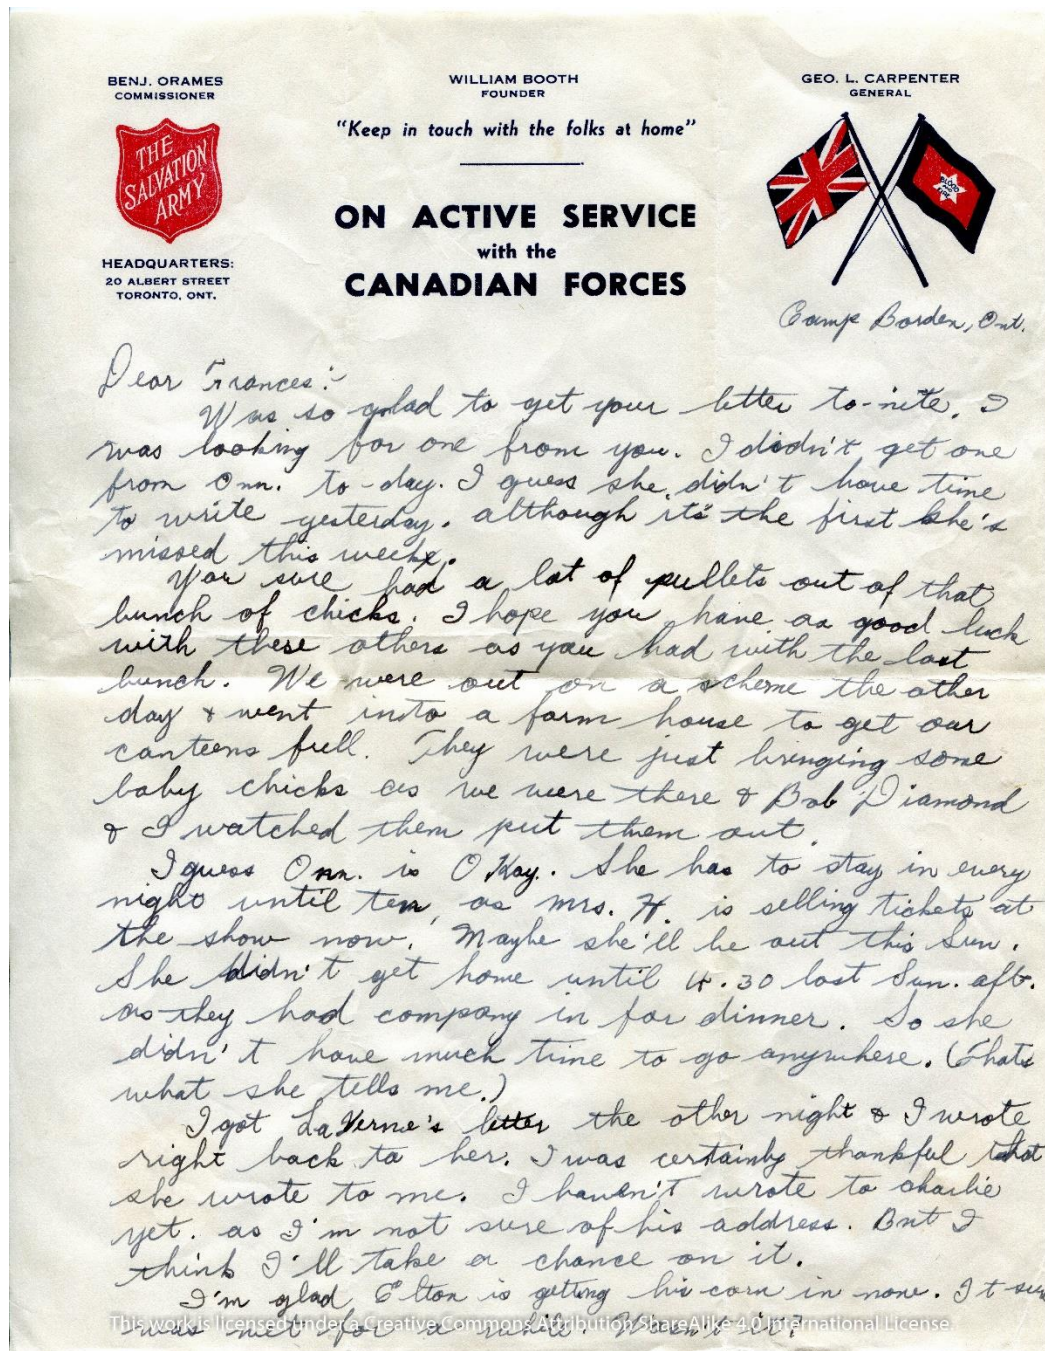 BENJ. ORAMES
COMMISSIONER
THE
SALVATION
ARMY
HEADQUARTERS:
20 ALBERT STREET
TORONTO, ONT.
WILLIAM BOOTH
FOUNDER
"Keep in touch with the folks at home"
ON ACTIVE SERVICE
with the
CANADIAN FORCES
GEO. L. CARPENTER
GENERAL
BLOOD
AND
FIRE
Camp Borden, Ont.
Dear Frances:-
Was so glad to get your letter to-nite. I
was looking for one from you. I didn't get one
from Onn. to-day. I guess she didn't have time
to write yesterday. although it's the first she's
missed this week.
You sure had a lot of pullets out of that
bunch of chicks. I hope you have as good luck
with these others as you had with the last
bunch. We were out on a scheme the other
day & went into a farm house to get our
canteens full. They were just bringing some
baby chicks as we were there & Bob Diamond
& I watched them put them out.
I guess Onn. is O Kay. She has to stay in every
night until ten, as Mrs. H. is selling tickets at
the show now. Maybe she'll be out this Sun.
She didn't get home until 4.30 last Sun. aft.
as they had company in for dinner. So she
didn't have much time to go anywhere. (Thats
what she tells me.)
I got LaVerne's letter the other night & I wrote
right back to her. I was certainly thankful that
she wrote to me. I haven't wrote to Charlie
yet. as I'm not sure of his address. But I
think I'll take a chance on it.
I'm glad Elton is getting his corn in now. It sure
was wet for a while. Wasn't it?
This work is licensed under a Creative Commons Attribution ShareAlike 4.0 International License.